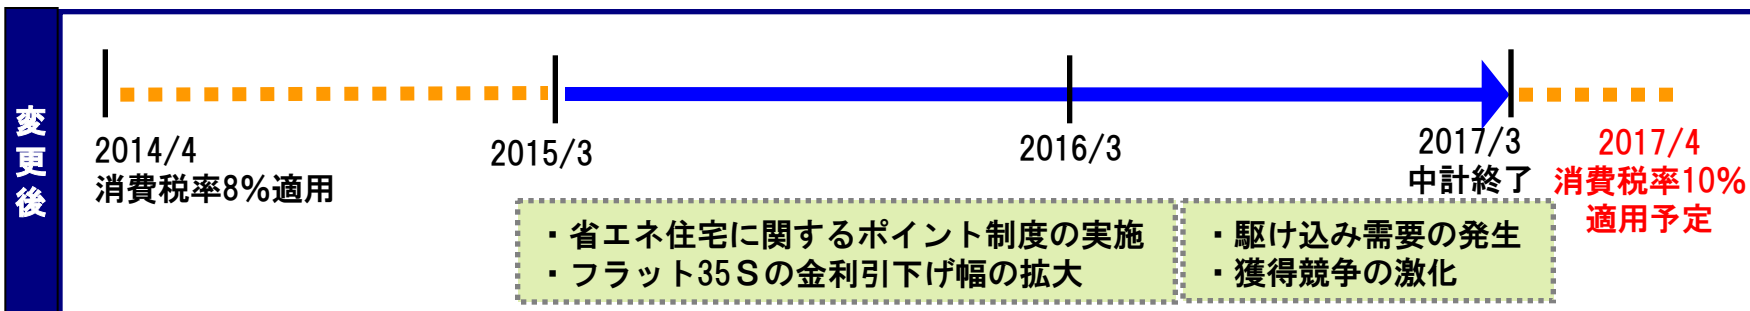 変更後
2014/4
消費税率8%適用
2015/3
2016/3
2017/3
中計終了
2017/4
消費税率10%
適用予定
・省エネ住宅に関するポイント制度の実施
・フラット35Sの金利引下げ幅の拡大
・駆け込み需要の発生
・獲得競争の激化